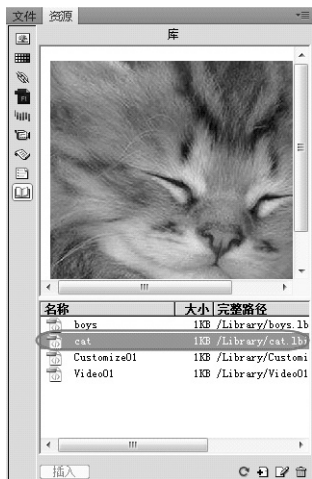 文件 资源
库
名称 大小 完整路径
boys 1KB /Library/boys.lb
cat 1KB /Library/cat.lbi
Customize01 1KB /Library/Customi
Video01 1KB /Library/Video01
插入